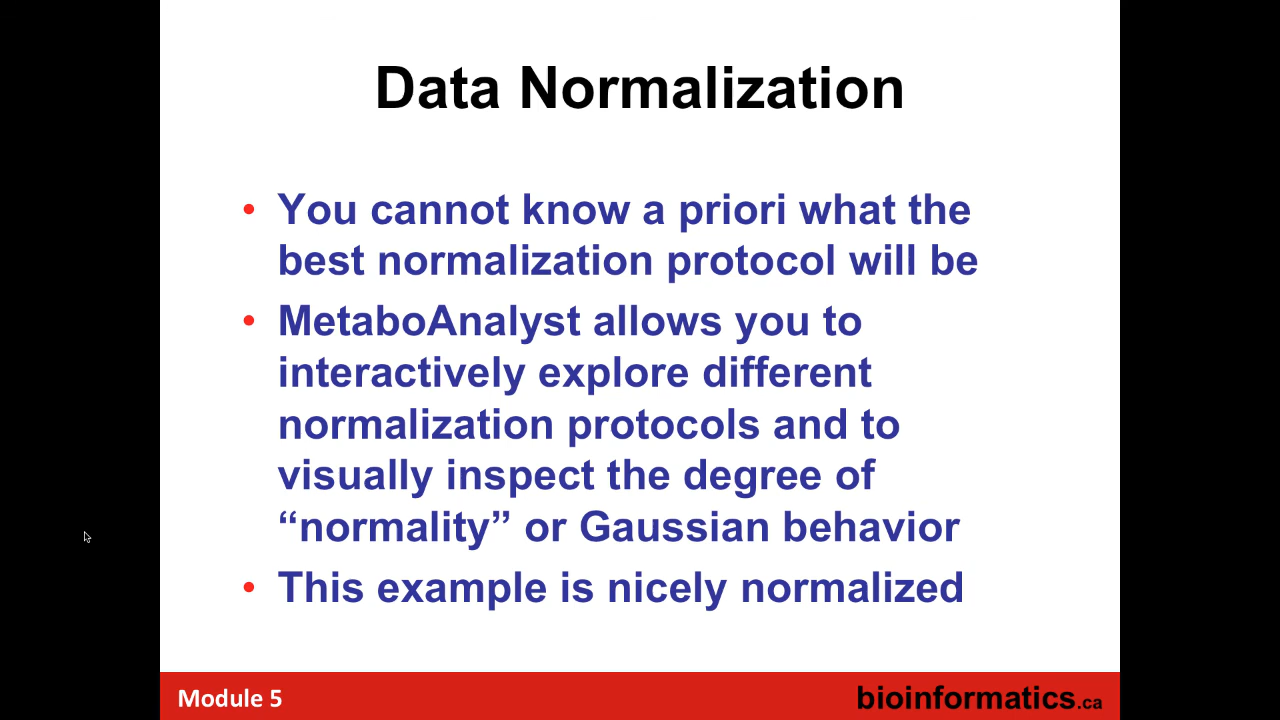 Data Normalization
• You cannot know a priori what the
best normalization protocol will be
• MetaboAnalyst allows you to
interactively explore different
normalization protocols and to
visually inspect the degree of
“normality” or Gaussian behavior
• This example is nicely normalized
Module 5
bioinformatics.ca